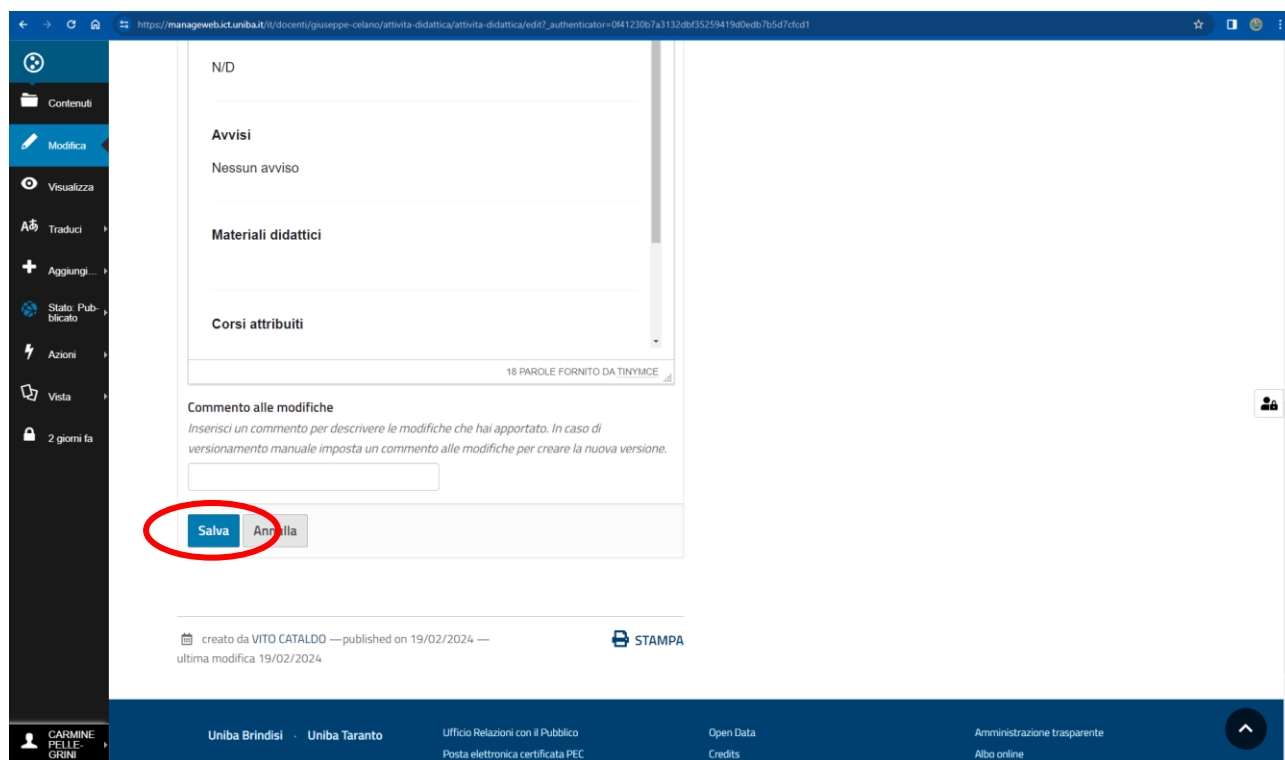 https://manageweb.ict.uniba.it/it/docenti/giuseppe-celano/attivita-didattica/attivita-didattica/edit?_authenticator=0f41230b7a3132dbf35259419d0edb7b5d7cfcd1
Contenuti
Modifica
Visualizza
Aあ Traduci
Aggiungi...
Stato: Pub-
blicato
Azioni
Vista
2 giorni fa
CARMINE
PELLE-
GRINI
N/D
Avvisi
Nessun avviso
Materiali didattici
Corsi attribuiti
18 PAROLE FORNITO DA TINYMCE
Commento alle modifiche
Inserisci un commento per descrivere le modifiche che hai apportato. In caso di
versionamento manuale imposta un commento alle modifiche per creare la nuova versione.
Salva Annulla
creato da VITO CATALDO —published on 19/02/2024 —
ultima modifica 19/02/2024
STAMPA
Uniba Brindisi · Uniba Taranto
Ufficio Relazioni con il Pubblico
Posta elettronica certificata PEC
Open Data
Credits
Amministrazione trasparente
Albo online